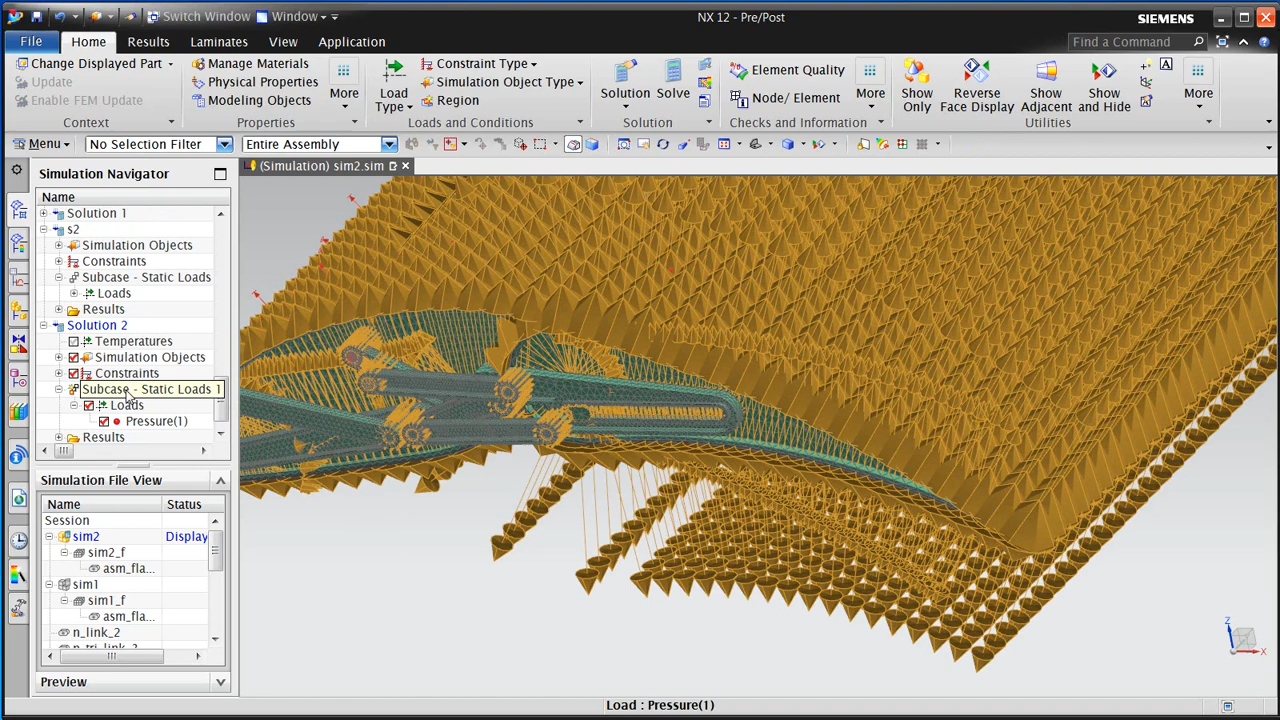 Switch Window
Window
NX 12 - Pre/Post
SIEMENS
File
Home
Results
Laminates
View
Application
Find a Command
Change Displayed Part
Update
Enable FEM Update
Context
Manage Materials
Physical Properties
Modeling Objects
More
Properties
Load
Type
Constraint Type
Simulation Object Type
Region
Loads and Conditions
Solution
Solve
Solution
Element Quality
Node/ Element
More
Checks and Information
Show
Only
Reverse
Face Display
Show
Adjacent
Show
and Hide
More
Utilities
Menu
No Selection Filter
Entire Assembly
Simulation Navigator
(Simulation) sim2.sim
Name
Solution 1
s2
Simulation Objects
Constraints
Subcase - Static Loads
Loads
Results
Solution 2
Temperatures
Simulation Objects
Constraints
Subcase - Static Loads 1
Loads
Pressure(1)
Results
Simulation File View
Name Status
Session
sim2 Display
sim2_f
asm_fla...
sim1
sim1_f
asm_fla...
n_link_2
n_tri_link_2
Preview
Z
X
Load : Pressure(1)